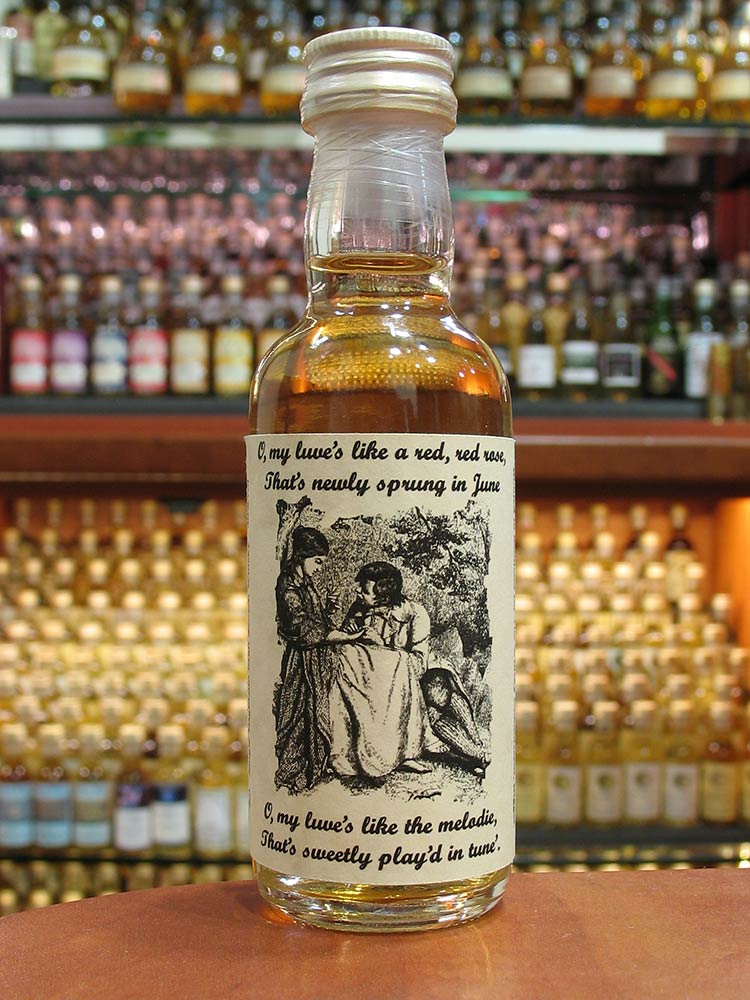 O, my luve's like a red, red rose,
That's newly sprung in June
O, my luve's like the melodie,
That's sweetly play'd in tune'.